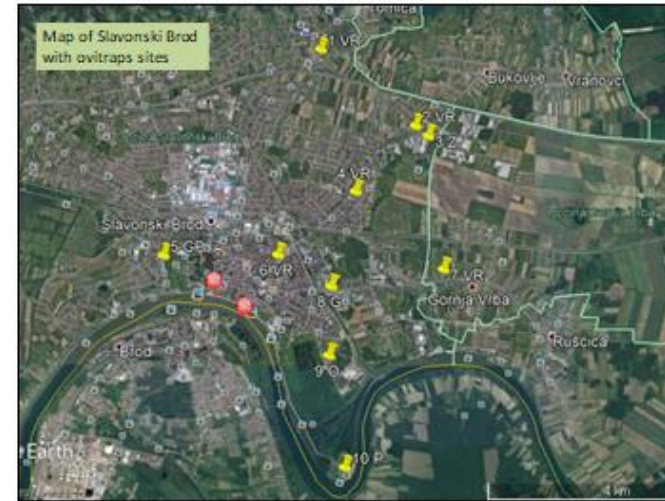 Map of Slavonski Brod
with ovitraps sites
1 VR
Bukovlje
Vranovci
2 VR
3 Z
4 VR
Slavonski Brod
5 GP
6 VR
7 VR
8 G
Gornja Vrba
9 O
Ruščica
Brod
10 P
Earth
4 km